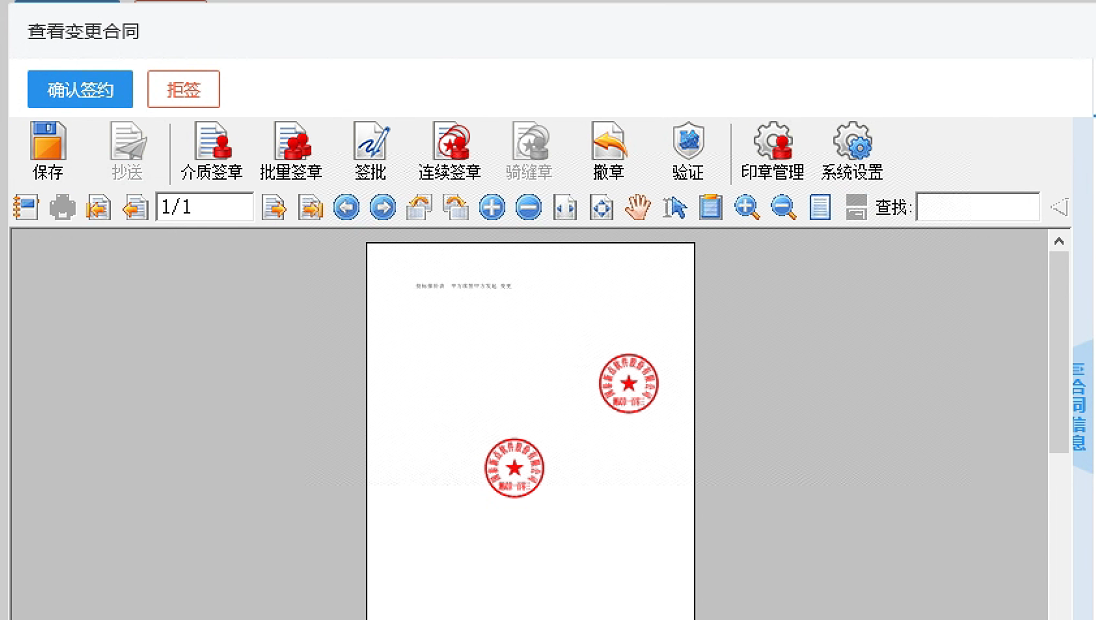 查看变更合同
确认签约 拒签
保存 抄送 介质签章 批量签章 签批 连续签章 骑缝章 撤章 验证 印章管理 系统设置
1/1 查找:
合同信息